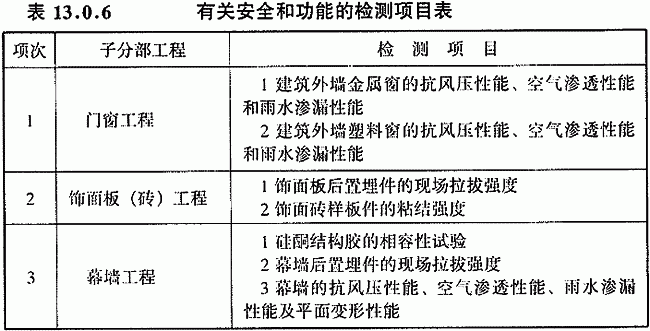 表 13.0.6 有关安全和功能的检测项目表
项次 子分部工程 检测项目
1 门窗工程
1 建筑外墙金属窗的抗风压性能、空气渗透性能
和雨水渗漏性能
2 建筑外墙塑料窗的抗风压性能、空气渗透性能
和雨水渗漏性能
2 饰面板（砖）工程
1 饰面板后置埋件的现场拉拔强度
2 饰面砖样板件的粘结强度
3 幕墙工程
1 硅酮结构胶的相容性试验
2 幕墙后置埋件的现场拉拔强度
3 幕墙的抗风压性能、空气渗透性能、雨水渗漏
性能及平面变形性能